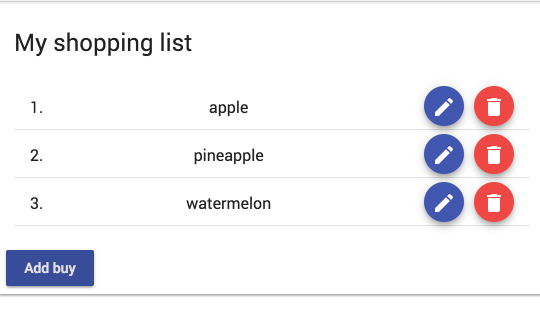 My shopping list
1. apple
2. pineapple
3. watermelon
Add buy